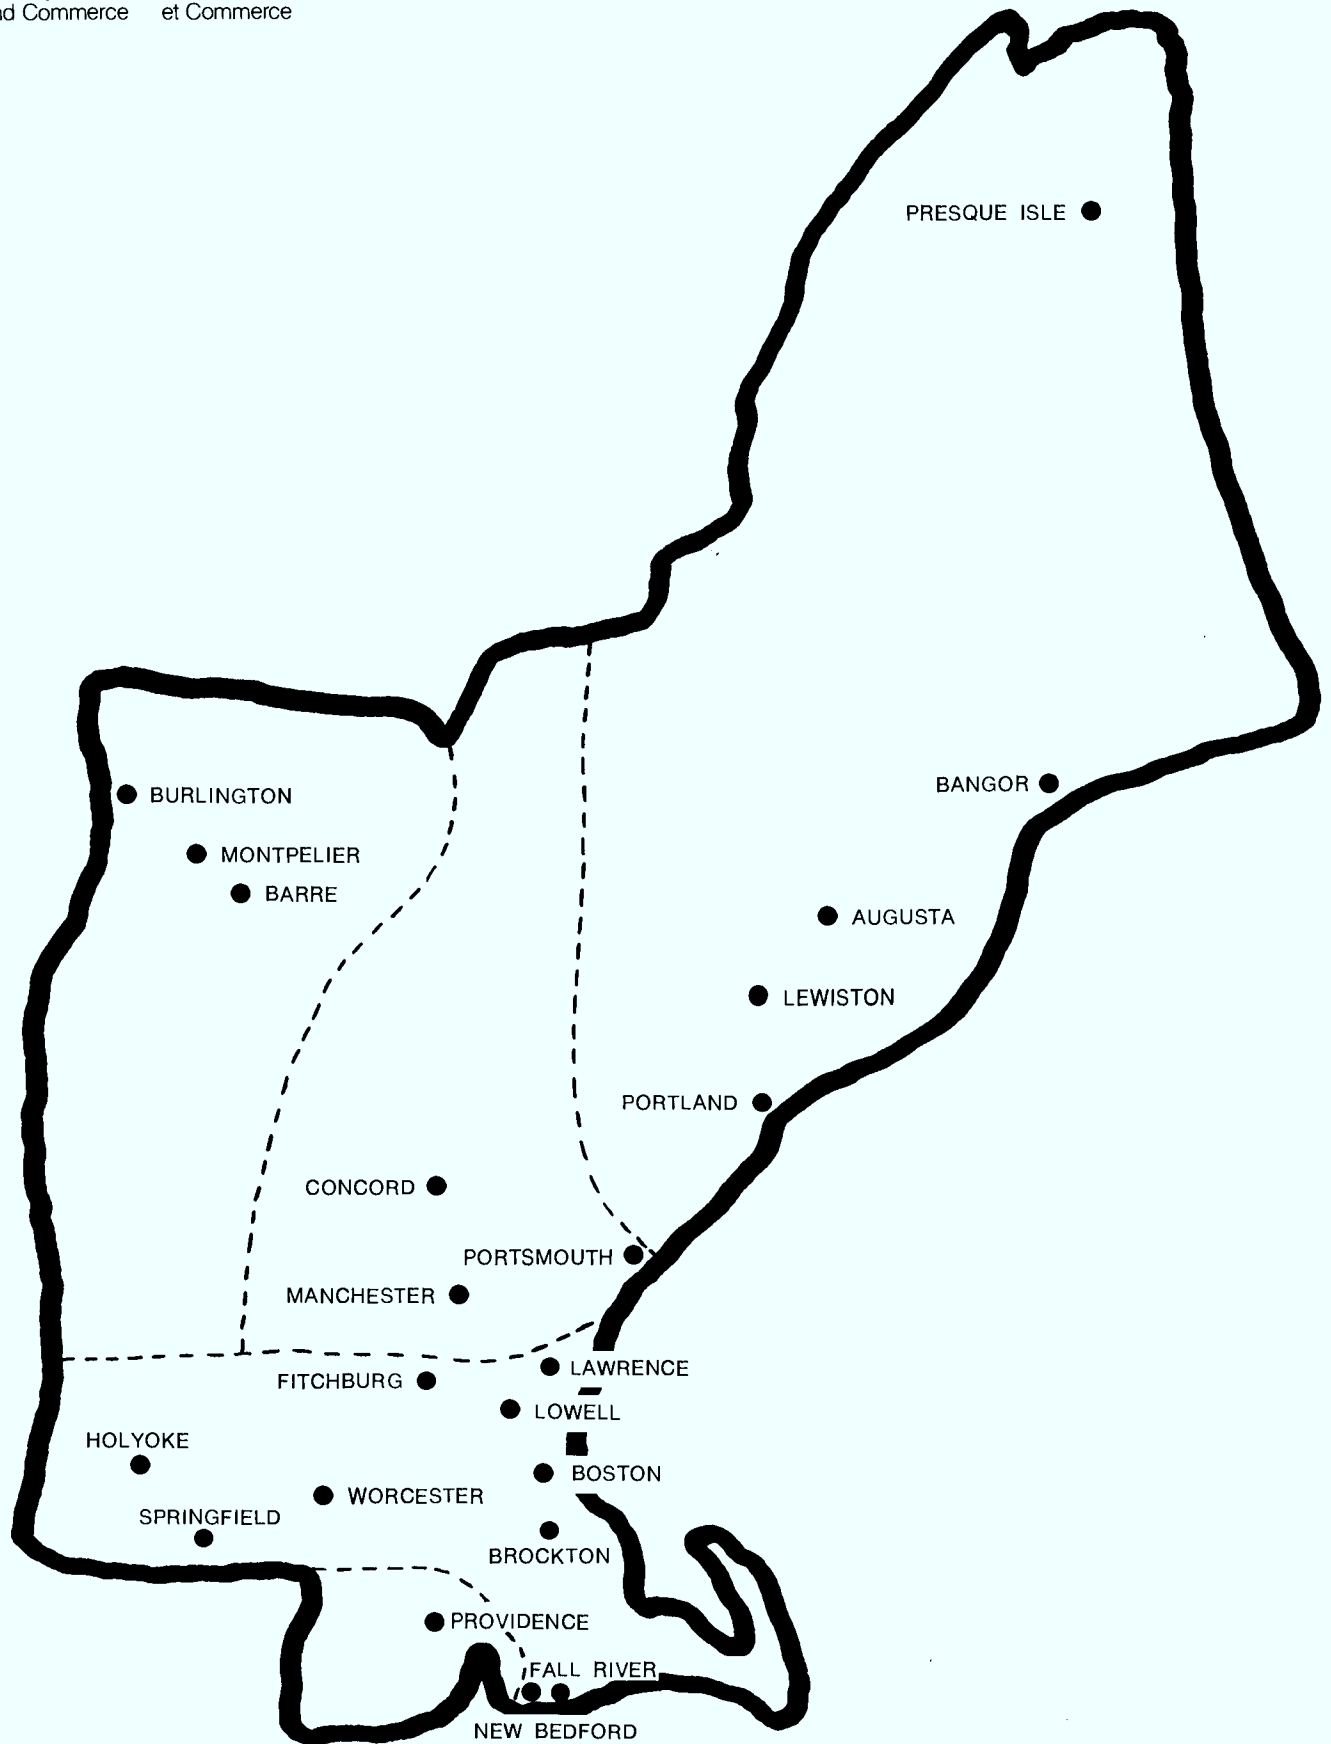 Commerce et Commerce
PRESQUE ISLE
BURLINGTON
BANGOR
MONTPELIER
BARRE
AUGUSTA
LEWISTON
PORTLAND
CONCORD
PORTSMOUTH
MANCHESTER
LAWRENCE
FITCHBURG
LOWELL
HOLYOKE
BOSTON
WORCESTER
SPRINGFIELD
BROCKTON
PROVIDENCE
FALL RIVER
NEW BEDFORD